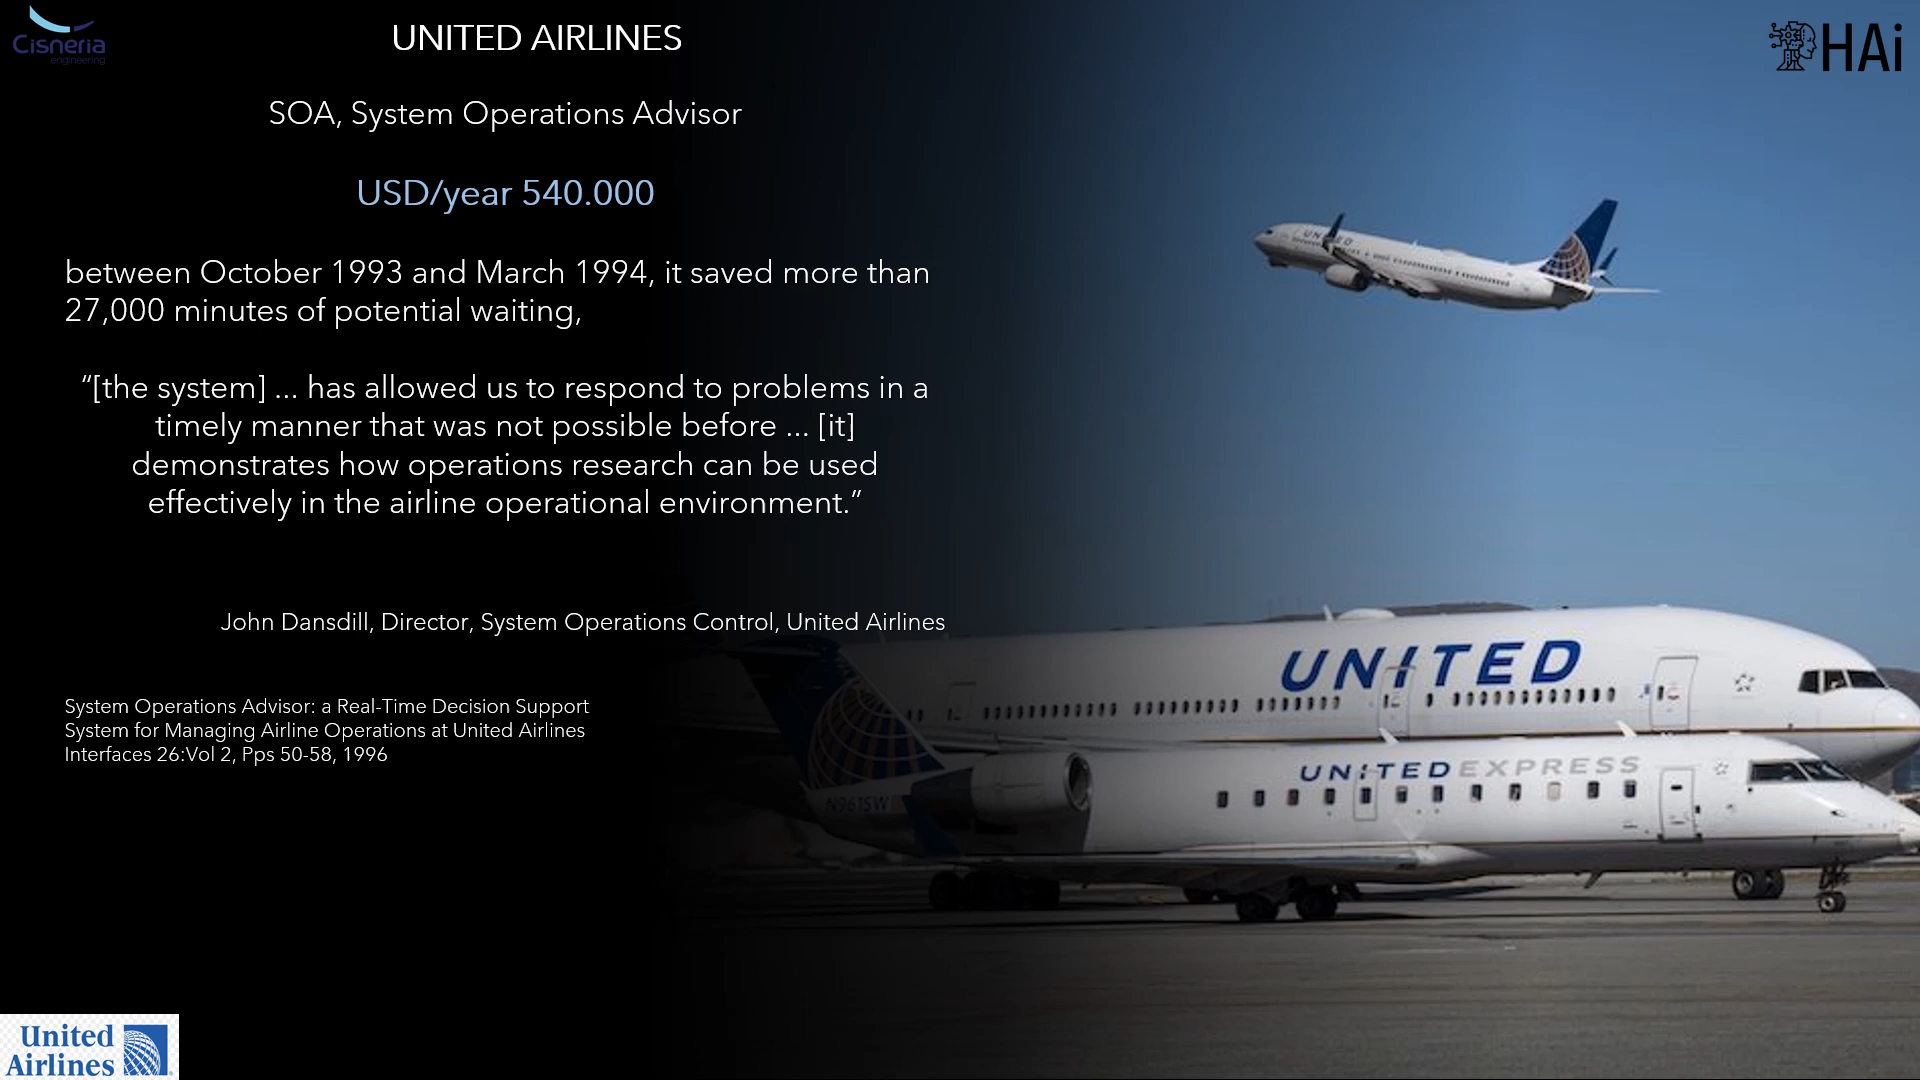 Cisneria
engineering
UNITED AIRLINES
HAi
SOA, System Operations Advisor
USD/year 540.000
between October 1993 and March 1994, it saved more than
27,000 minutes of potential waiting,
“[the system] ... has allowed us to respond to problems in a
timely manner that was not possible before ... [it]
demonstrates how operations research can be used
effectively in the airline operational environment.”
John Dansdill, Director, System Operations Control, United Airlines
System Operations Advisor: a Real-Time Decision Support
System for Managing Airline Operations at United Airlines
Interfaces 26:Vol 2, Pps 50-58, 1996
UNITED
UNITED
UNITED EXPRESS
United
Airlines